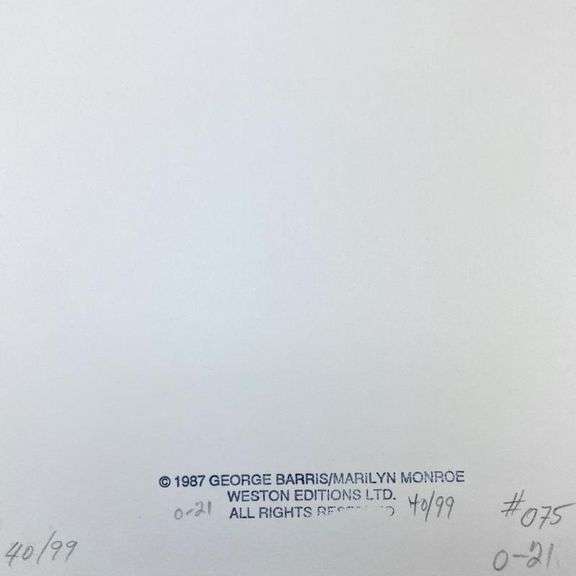 © 1987 GEORGE BARRIS/MARILYN MONROE
WESTON EDITIONS LTD.
0-21 ALL RIGHTS RESERVED 40/99
#075
40/99
0-21